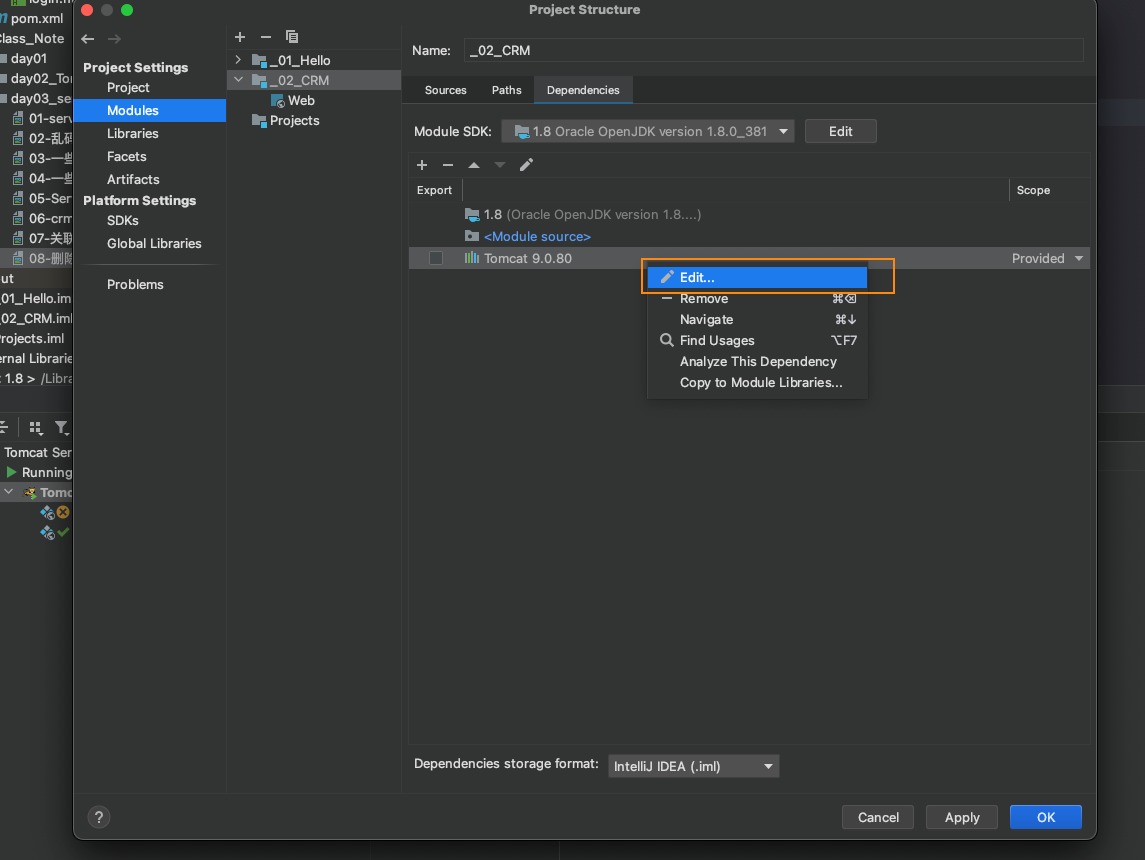 Project Structure
pom.xml
lass_Note
day01
day02_To
day03_se
01-serv
02-乱码
03-一些
04-一些
05-Ser
06-crm
07-关联
08-删除
ut
01_Hello.im
02_CRM.iml
rojects.iml
ernal Librarie
1.8 > /Libra
Tomcat Ser
Running
Tomc
Project Settings
Project
Modules
Libraries
Facets
Artifacts
Platform Settings
SDKs
Global Libraries
Problems
_01_Hello
_02_CRM
Web
Projects
Name: _02_CRM
Sources Paths Dependencies
Module SDK: 1.8 Oracle OpenJDK version 1.8.0_381 Edit
Export Scope
1.8 (Oracle OpenJDK version 1.8....)
<Module source>
Tomcat 9.0.80 Provided
Edit...
Remove ⌘⌫
Navigate ⌘↓
Find Usages ⌥F7
Analyze This Dependency
Copy to Module Libraries...
Dependencies storage format: IntelliJ IDEA (.iml)
? Cancel Apply OK